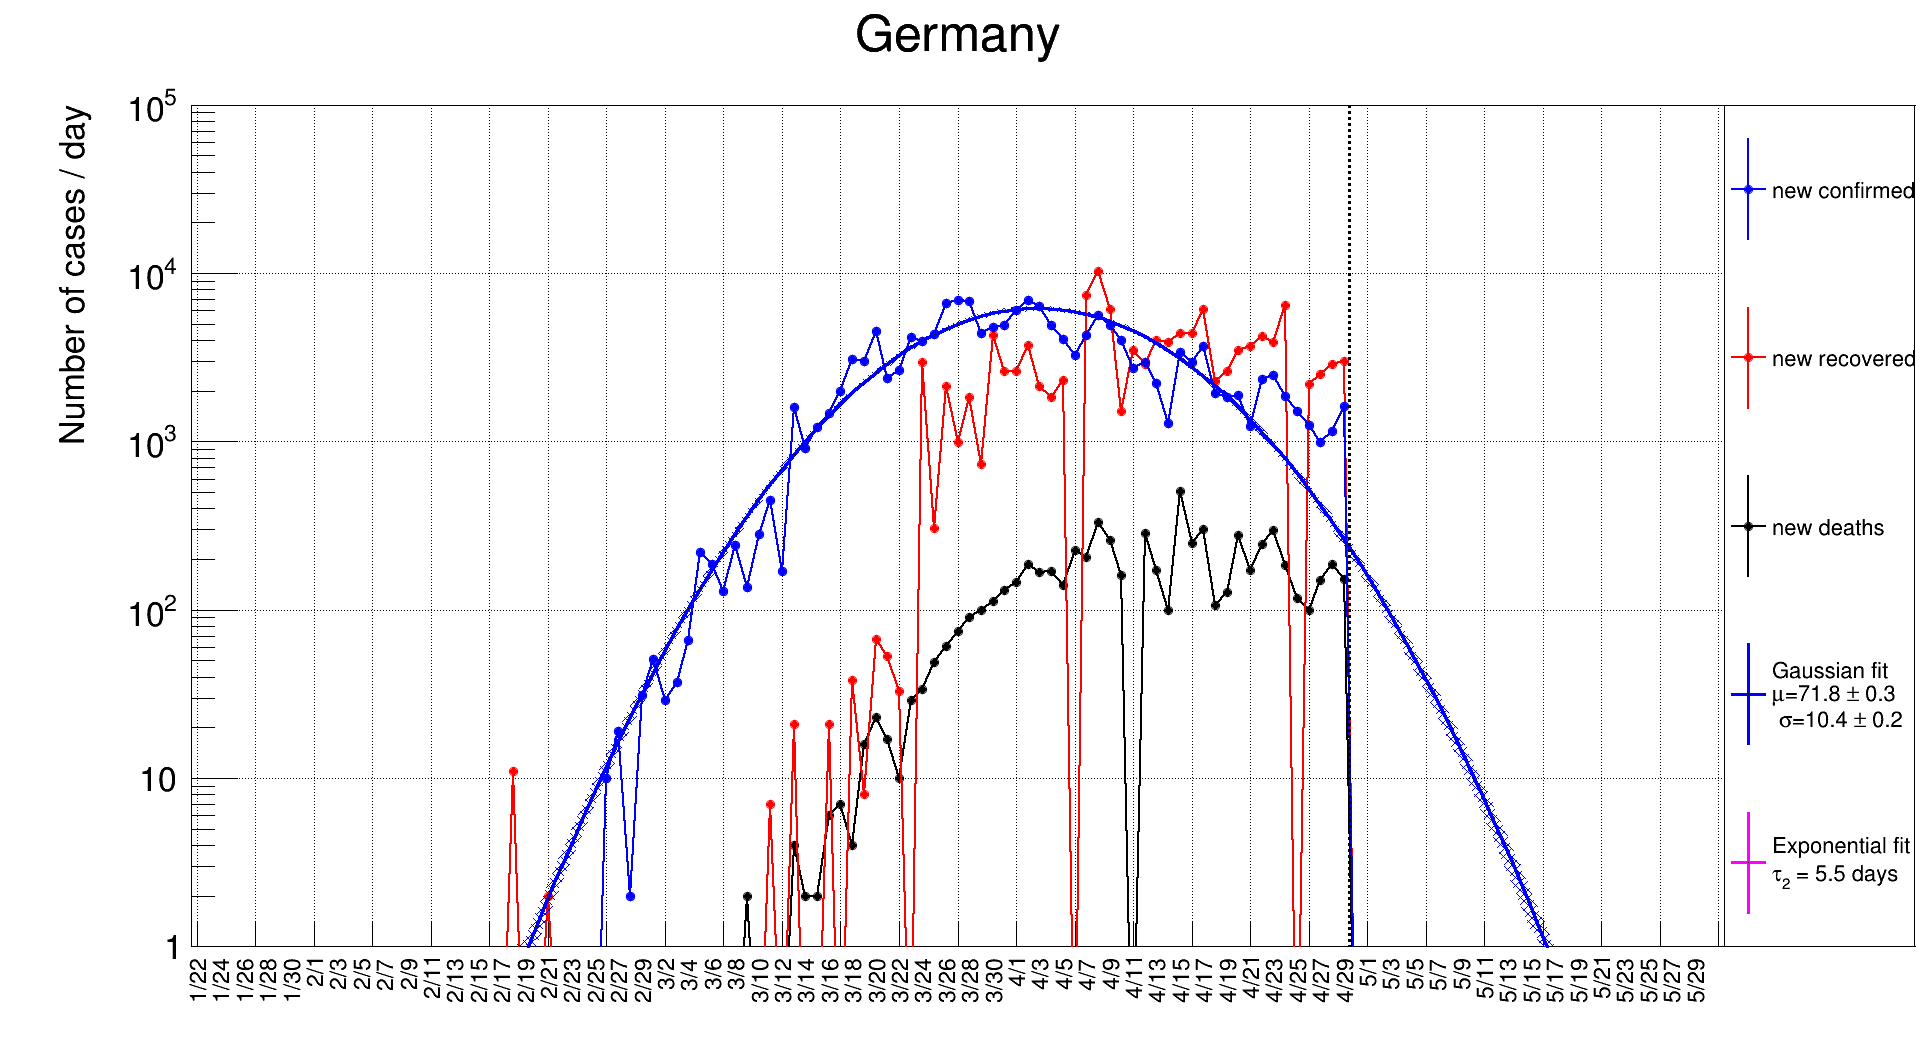 Germany
Number of cases / day
10^5
10^4
10^3
10^2
10
1
1/22 1/24 1/26 1/28 1/30 2/1 2/3 2/5 2/7 2/9 2/11 2/13 2/15 2/17 2/19 2/21 2/23 2/25 2/27 2/29 3/2 3/4 3/6 3/8 3/10 3/12 3/14 3/16 3/18 3/20 3/22 3/24 3/26 3/28 3/30 4/1 4/3 4/5 4/7 4/9 4/11 4/13 4/15 4/17 4/19 4/21 4/23 4/25 4/27 4/29 5/1 5/3 5/5 5/7 5/9 5/11 5/13 5/15 5/17 5/19 5/21 5/23 5/25 5/27 5/29
new confirmed
new recovered
new deaths
Gaussian fit
μ=71.8 ± 0.3
σ=10.4 ± 0.2
Exponential fit
τ₂ = 5.5 days